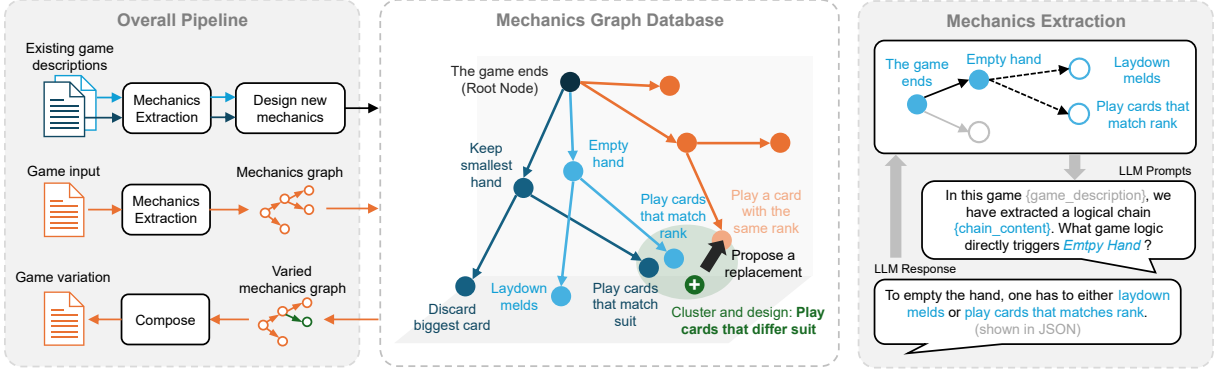 Overall Pipeline
Existing game
descriptions
Mechanics
Extraction
Design new
mechanics
Game input
Mechanics
Extraction
Mechanics graph
Game variation
Compose
Varied
mechanics graph
Mechanics Graph Database
The game ends
(Root Node)
Keep
smallest
hand
Empty
hand
Play cards
that match
rank
Play a card
with the
same rank
Propose a
replacement
Discard
biggest card
Laydown
melds
Play cards
that match
suit
Cluster and design: Play
cards that differ suit
Mechanics Extraction
The game
ends
Empty hand
Laydown
melds
Play cards that
match rank
LLM Prompts
In this game {game_description}, we
have extracted a logical chain
{chain_content}. What game logic
directly triggers Emtpy Hand ?
LLM Response
To empty the hand, one has to either laydown
melds or play cards that matches rank.
(shown in JSON)